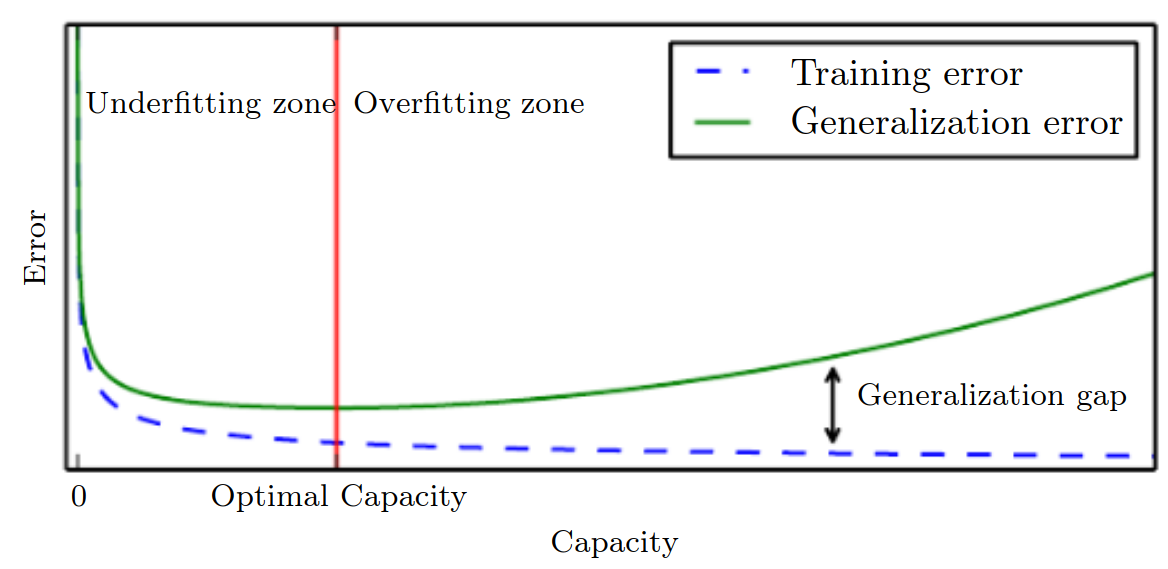 Training error
Generalization error
Underfitting zone
Overfitting zone
Error
Generalization gap
0
Optimal Capacity
Capacity